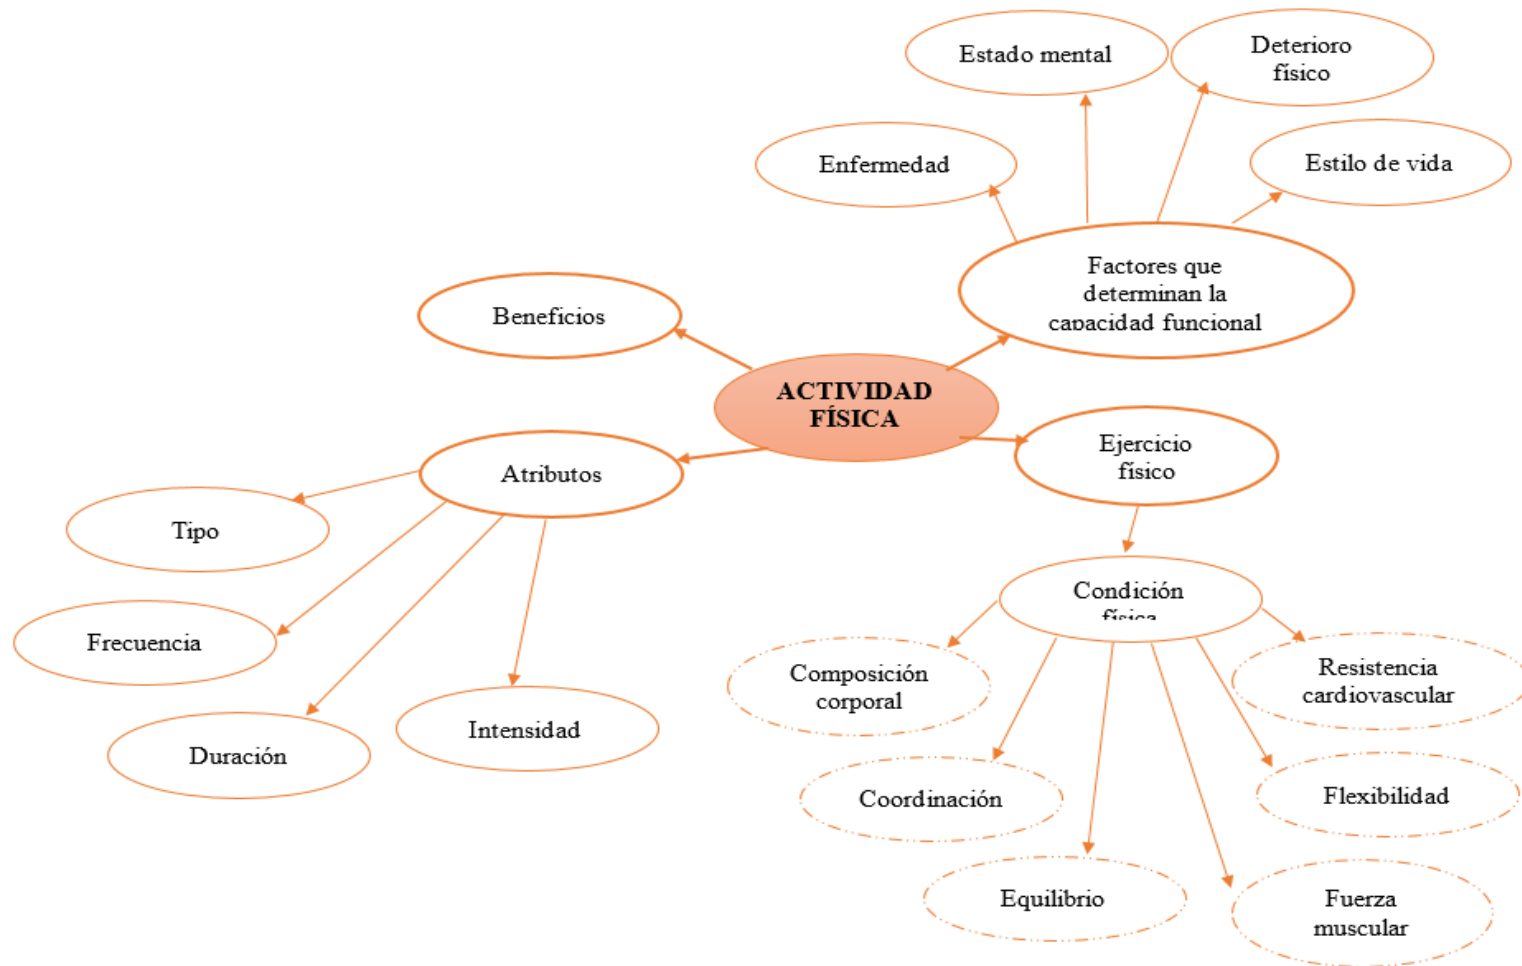 Estado mental
Deterioro
físico
Enfermedad
Estilo de vida
Factores que
determinan la
capacidad funcional
Beneficios
ACTIVIDAD
FÍSICA
Ejercicio
físico
Atributos
Tipo
Frecuencia
Duración
Intensidad
Condición
física
Composición
corporal
Resistencia
cardiovascular
Coordinación
Flexibilidad
Equilibrio
Fuerza
muscular